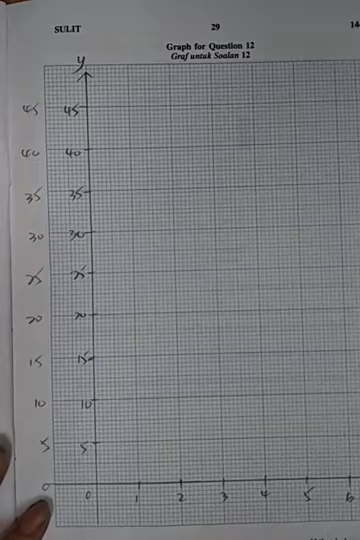 SULIT 29 14
Graph for Question 12
Graf untuk Soalan 12
y
45 45
40 40
35 35
30 30
25 25
20 20
15 15
10 10
5 5
0
0 1 2 3 4 5 6